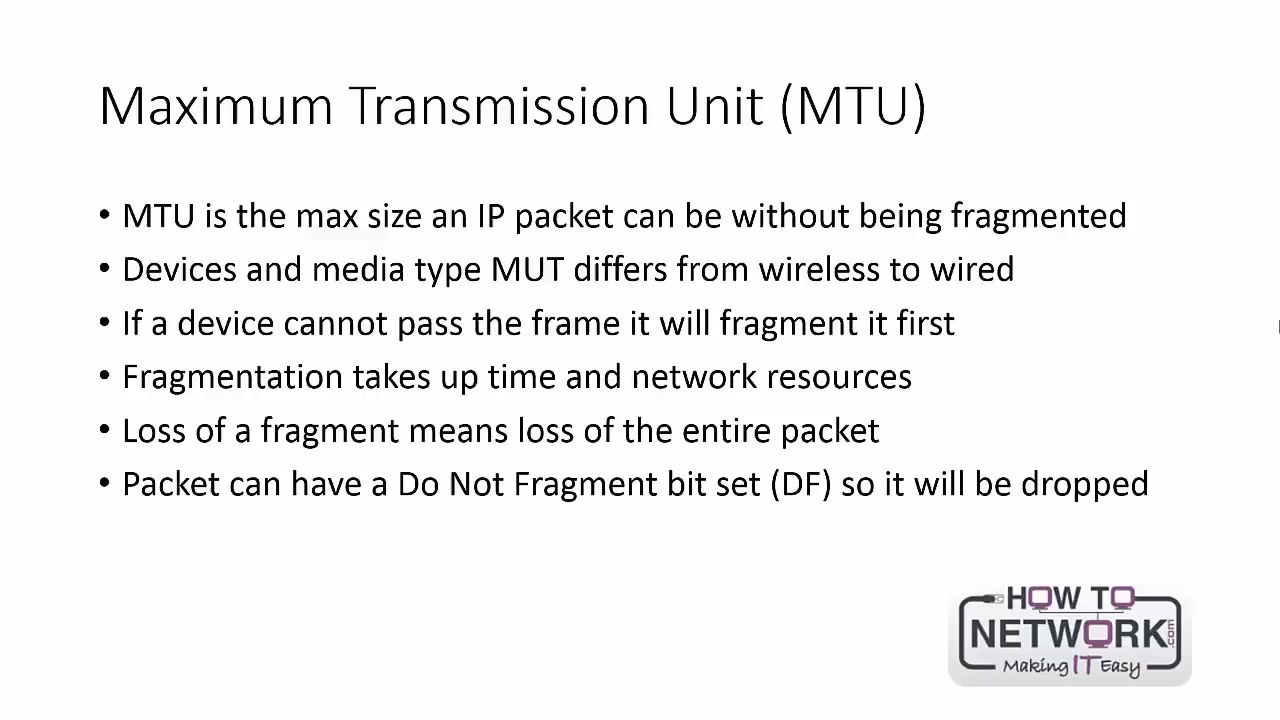 Maximum Transmission Unit (MTU)
• MTU is the max size an IP packet can be without being fragmented
• Devices and media type MUT differs from wireless to wired
• If a device cannot pass the frame it will fragment it first
• Fragmentation takes up time and network resources
• Loss of a fragment means loss of the entire packet
• Packet can have a Do Not Fragment bit set (DF) so it will be dropped
HOW TO
NETWORK.com
Making IT Easy